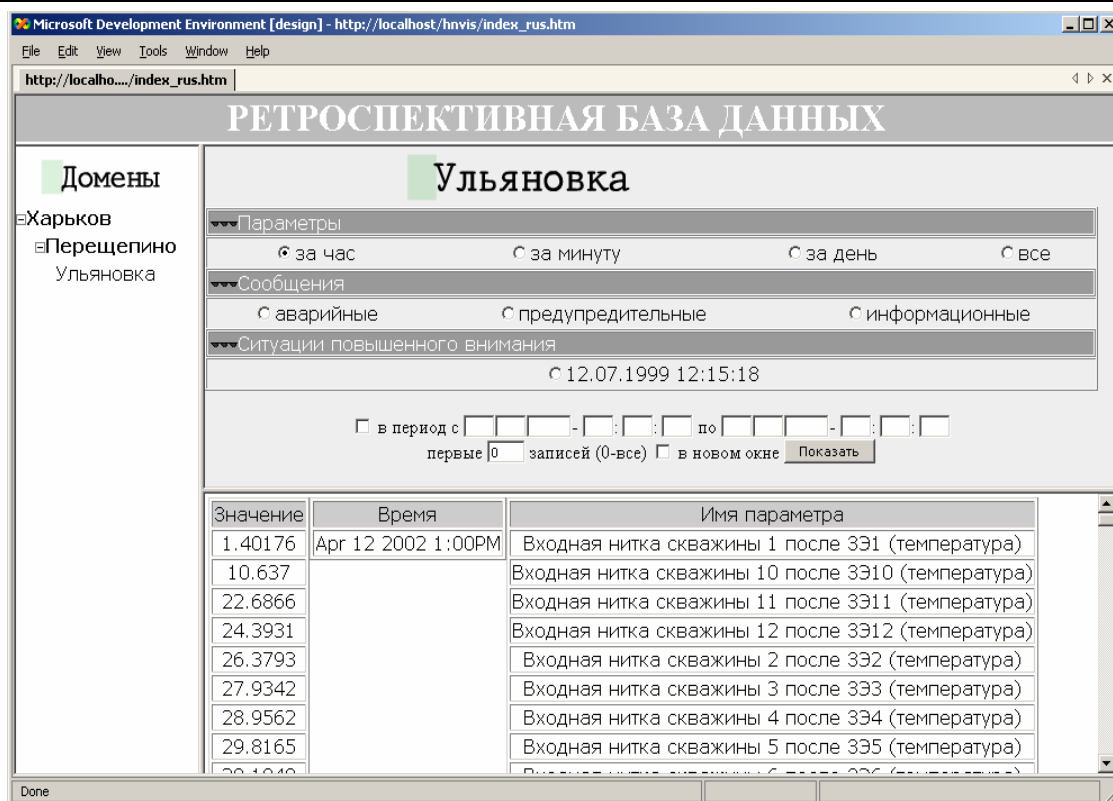 Microsoft Development Environment [design] - http://localhost/hnvis/index_rus.htm
File Edit View Tools Window Help
http://localho..../index_rus.htm
РЕТРОСПЕКТИВНАЯ БАЗА ДАННЫХ
Домены
Харьков
Перещепино
Ульяновка
Ульяновка
Параметры
за час за минуту за день все
Сообщения
аварийные предупредительные информационные
Ситуации повышенного внимания
12.07.1999 12:15:18
в период с - : : по - : :
первые 0 записей (0-все) в новом окне Показать
Значение Время Имя параметра
1.40176 Apr 12 2002 1:00PM Входная нитка скважины 1 после ЗЭ1 (температура)
10.637 Входная нитка скважины 10 после ЗЭ10 (температура)
22.6866 Входная нитка скважины 11 после ЗЭ11 (температура)
24.3931 Входная нитка скважины 12 после ЗЭ12 (температура)
26.3793 Входная нитка скважины 2 после ЗЭ2 (температура)
27.9342 Входная нитка скважины 3 после ЗЭ3 (температура)
28.9562 Входная нитка скважины 4 после ЗЭ4 (температура)
29.8165 Входная нитка скважины 5 после ЗЭ5 (температура)
Done